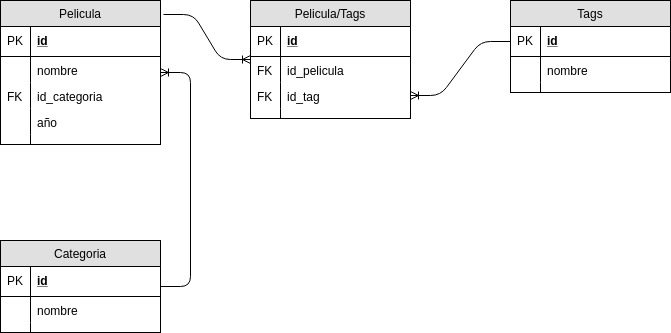 Pelicula
PK id
nombre
FK id_categoria
año
Pelicula/Tags
PK id
FK id_pelicula
FK id_tag
Tags
PK id
nombre
Categoria
PK id
nombre